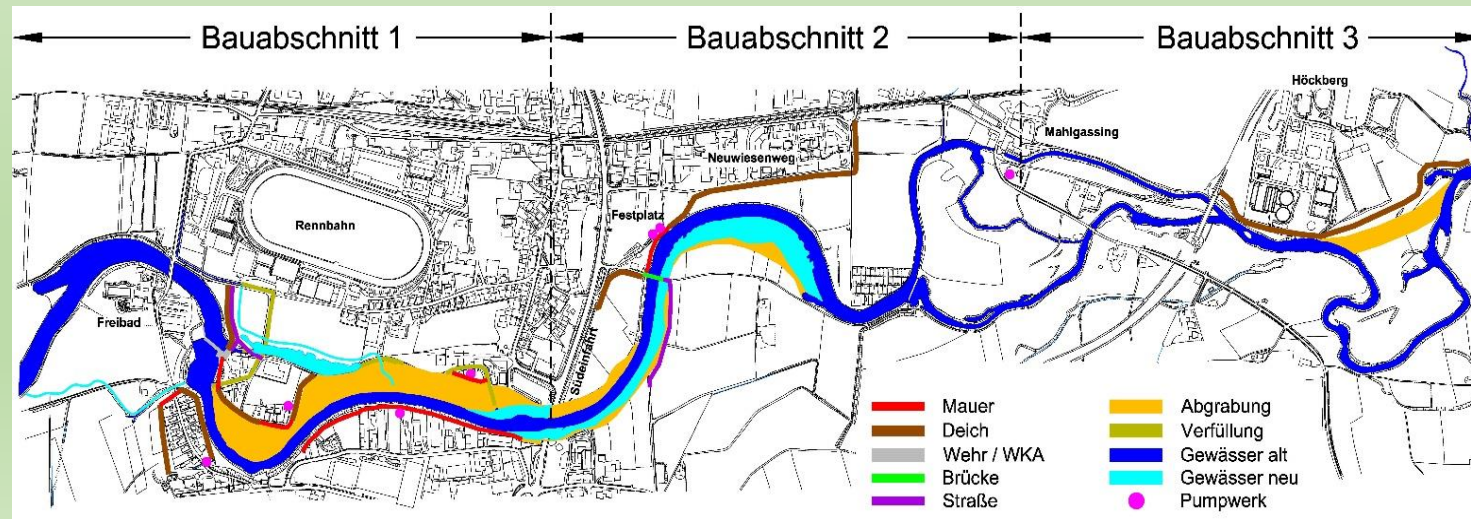 Bauabschnitt 1
Bauabschnitt 2
Bauabschnitt 3
Höckberg
Mahlgassing
Neuwiesenweg
Festplatz
Rennbahn
Freibad
Südeinfahrt
Mauer
Deich
Wehr / WKA
Brücke
Straße
Abgrabung
Verfüllung
Gewässer alt
Gewässer neu
Pumpwerk